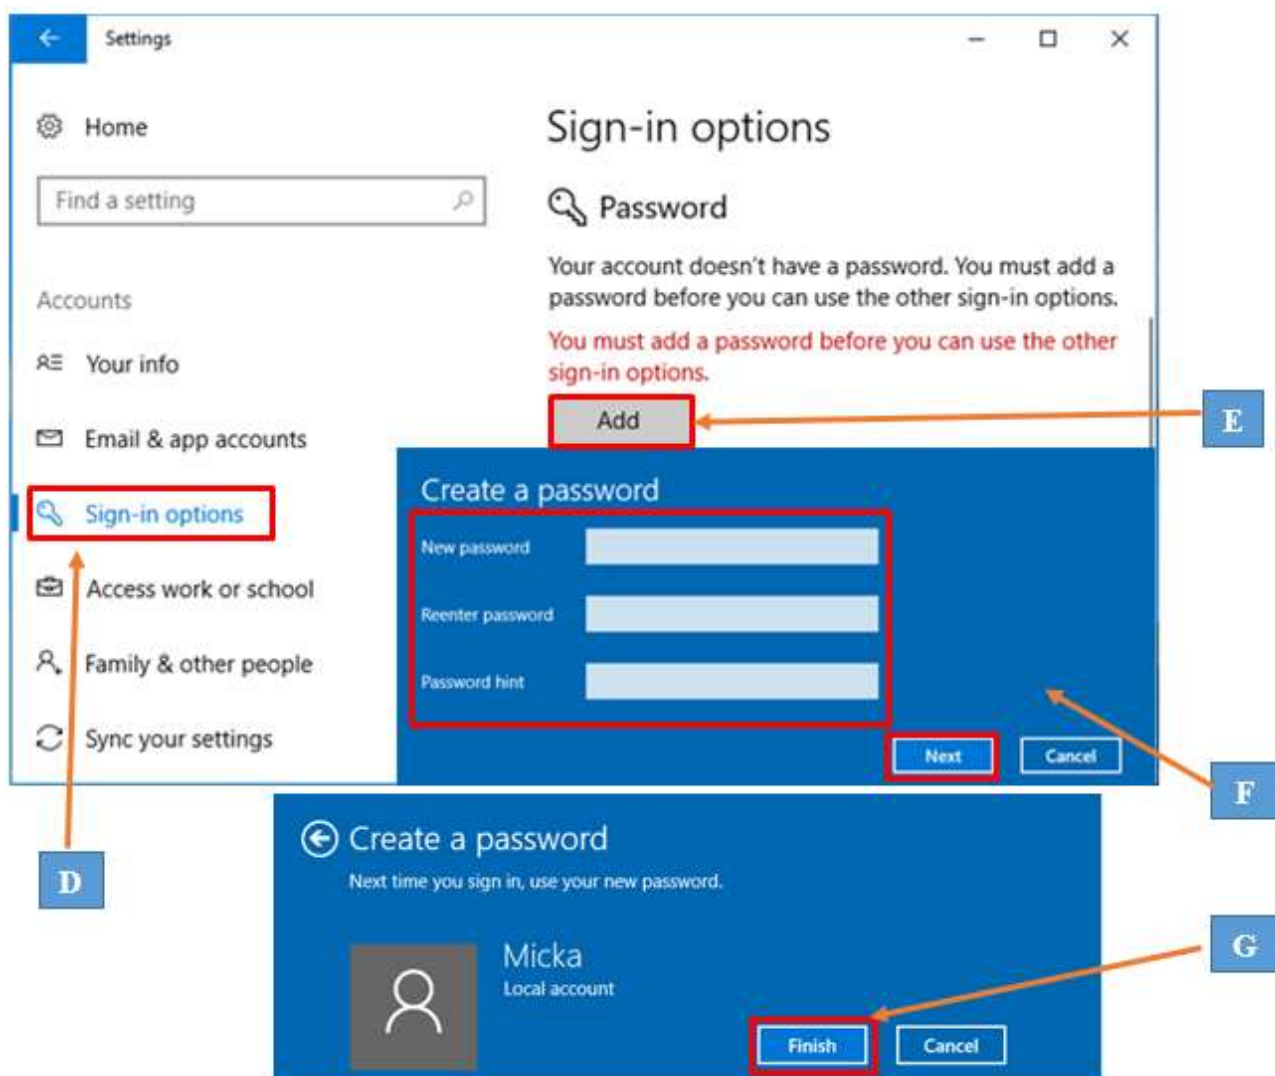 Settings
Home
Find a setting
Accounts
Your info
Email & app accounts
Sign-in options
Access work or school
Family & other people
Sync your settings
Sign-in options
Password
Your account doesn't have a password. You must add a
password before you can use the other sign-in options.
You must add a password before you can use the other
sign-in options.
Add
E
Create a password
New password
Reenter password
Password hint
Next
Cancel
F
D
Create a password
Next time you sign in, use your new password.
Micka
Local account
Finish
Cancel
G